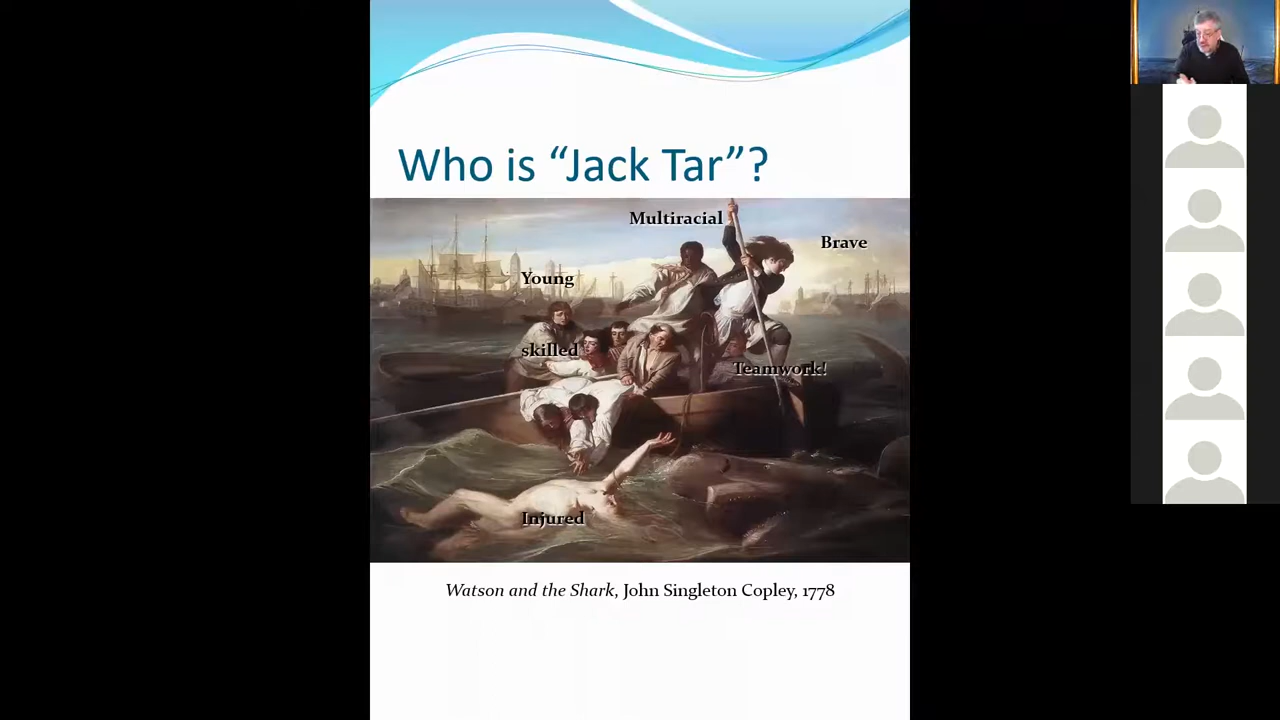 Who is “Jack Tar”?
Multiracial
Brave
Young
skilled
Teamwork!
Injured
Watson and the Shark, John Singleton Copley, 1778